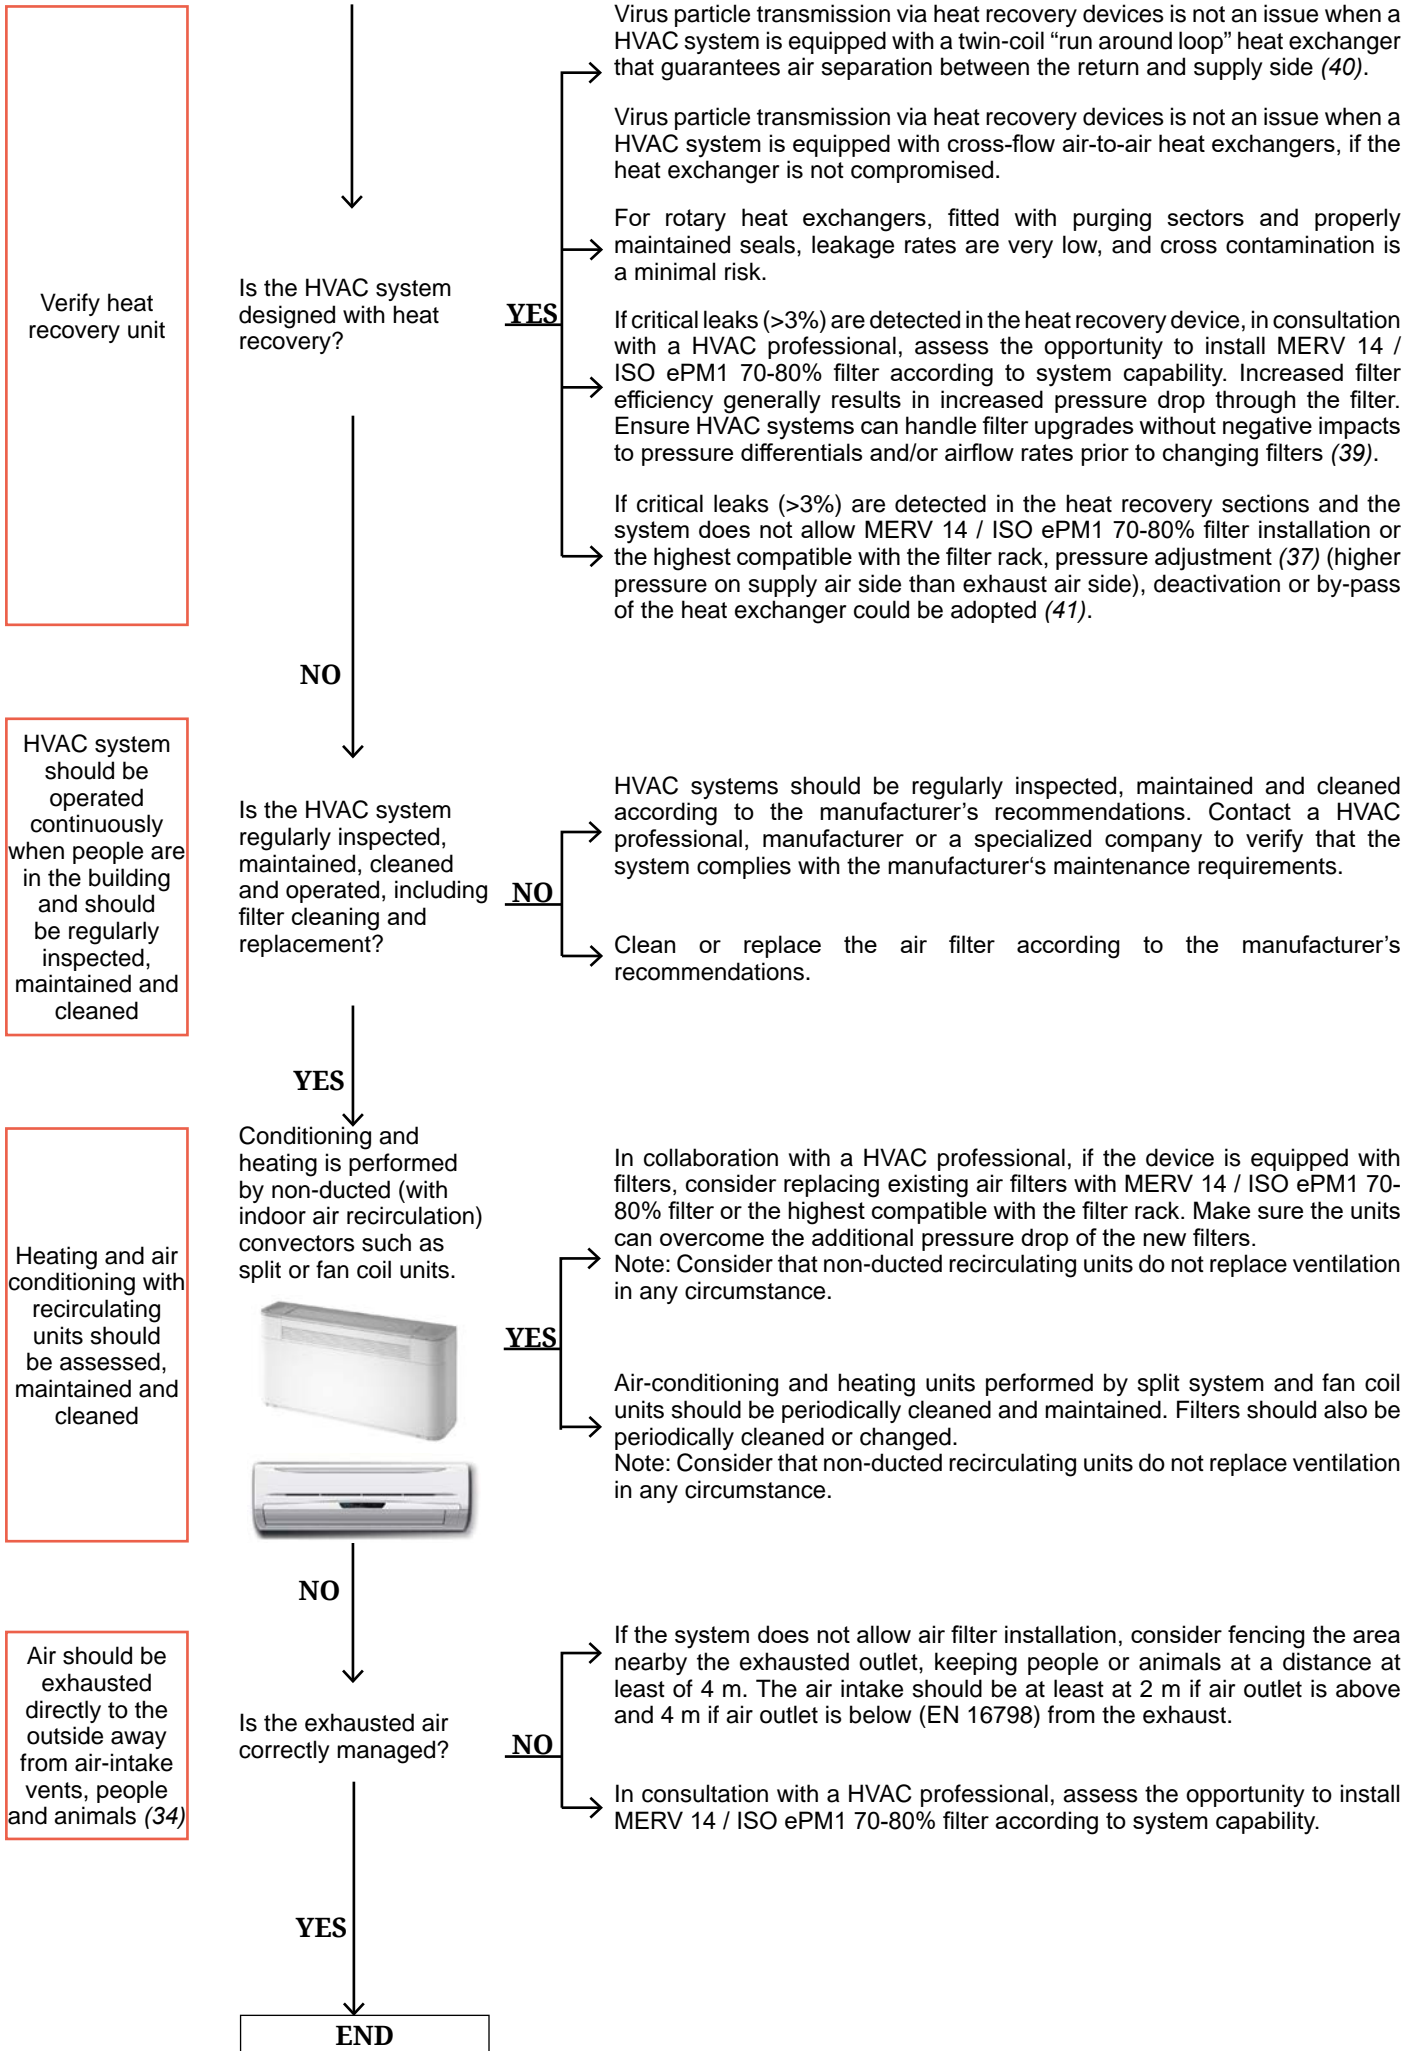 Verify heat
recovery unit
Is the HVAC system
designed with heat
recovery?
YES
Virus particle transmission via heat recovery devices is not an issue when a
HVAC system is equipped with a twin-coil “run around loop” heat exchanger
that guarantees air separation between the return and supply side (40).
Virus particle transmission via heat recovery devices is not an issue when a
HVAC system is equipped with cross-flow air-to-air heat exchangers, if the
heat exchanger is not compromised.
For rotary heat exchangers, fitted with purging sectors and properly
maintained seals, leakage rates are very low, and cross contamination is
a minimal risk.
If critical leaks (>3%) are detected in the heat recovery device, in consultation
with a HVAC professional, assess the opportunity to install MERV 14 /
ISO ePM1 70-80% filter according to system capability. Increased filter
efficiency generally results in increased pressure drop through the filter.
Ensure HVAC systems can handle filter upgrades without negative impacts
to pressure differentials and/or airflow rates prior to changing filters (39).
If critical leaks (>3%) are detected in the heat recovery sections and the
system does not allow MERV 14 / ISO ePM1 70-80% filter installation or
the highest compatible with the filter rack, pressure adjustment (37) (higher
pressure on supply air side than exhaust air side), deactivation or by-pass
of the heat exchanger could be adopted (41).
NO
HVAC system
should be
operated
continuously
when people are
in the building
and should
be regularly
inspected,
maintained and
cleaned
Is the HVAC system
regularly inspected,
maintained, cleaned
and operated, including
filter cleaning and
replacement?
NO
HVAC systems should be regularly inspected, maintained and cleaned
according to the manufacturer’s recommendations. Contact a HVAC
professional, manufacturer or a specialized company to verify that the
system complies with the manufacturer‘s maintenance requirements.
Clean or replace the air filter according to the manufacturer’s
recommendations.
YES
Heating and air
conditioning with
recirculating
units should
be assessed,
maintained and
cleaned
Conditioning and
heating is performed
by non-ducted (with
indoor air recirculation)
convectors such as
split or fan coil units.
YES
In collaboration with a HVAC professional, if the device is equipped with
filters, consider replacing existing air filters with MERV 14 / ISO ePM1 70-
80% filter or the highest compatible with the filter rack. Make sure the units
can overcome the additional pressure drop of the new filters.
Note: Consider that non-ducted recirculating units do not replace ventilation
in any circumstance.
Air-conditioning and heating units performed by split system and fan coil
units should be periodically cleaned and maintained. Filters should also be
periodically cleaned or changed.
Note: Consider that non-ducted recirculating units do not replace ventilation
in any circumstance.
NO
Air should be
exhausted
directly to the
outside away
from air-intake
vents, people
and animals (34)
Is the exhausted air
correctly managed?
NO
If the system does not allow air filter installation, consider fencing the area
nearby the exhausted outlet, keeping people or animals at a distance at
least of 4 m. The air intake should be at least at 2 m if air outlet is above
and 4 m if air outlet is below (EN 16798) from the exhaust.
In consultation with a HVAC professional, assess the opportunity to install
MERV 14 / ISO ePM1 70-80% filter according to system capability.
YES
END